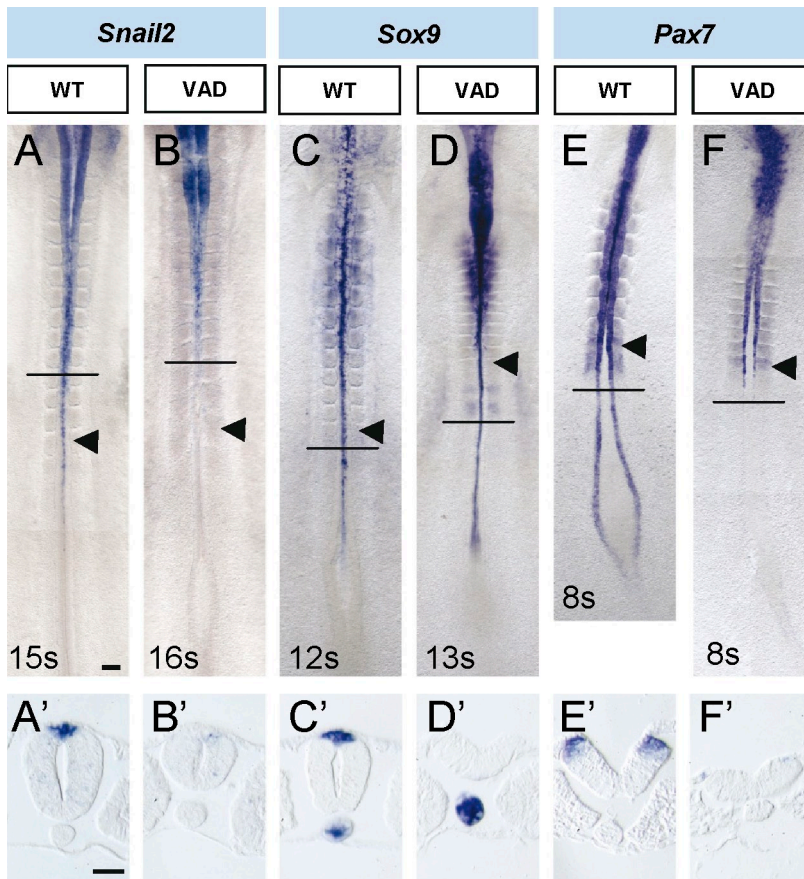 Snail2 Sox9 Pax7
WT VAD WT VAD WT VAD
A B C D E F
8s
15s 16s 12s 13s 8s
A’ B’ C’ D’ E’ F’